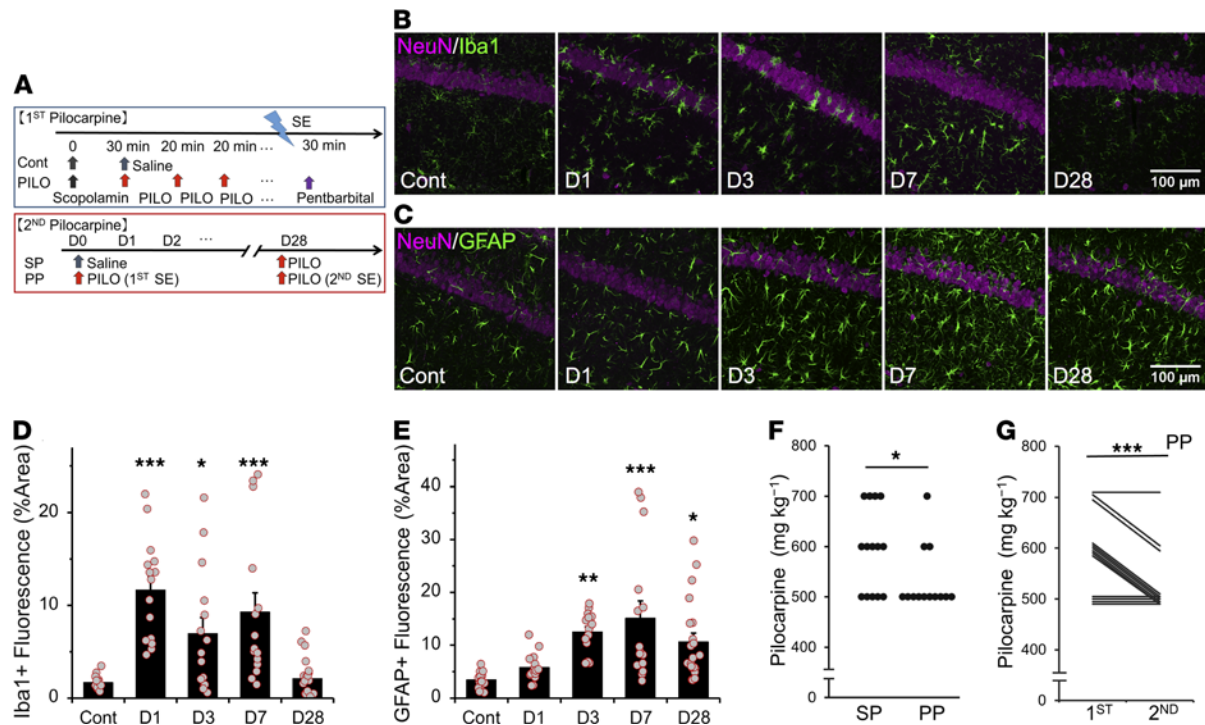 A
【1ST Pilocarpine】
SE
0 30 min 20 min 20 min ... 30 min
Cont
Saline
PILO ...
Scopolamin PILO PILO PILO ... Pentbarbital
【2ND Pilocarpine】
D0 D1 D2 ... D28
SP Saline PILO
PP PILO (1ST SE) PILO (2ND SE)
B
NeuN/Iba1
Cont D1 D3 D7 D28
100 µm
C
NeuN/GFAP
Cont D1 D3 D7 D28
100 µm
D
Iba1+ Fluorescence (%Area)
20
10
0
*** * ***
Cont D1 D3 D7 D28
E
GFAP+ Fluorescence (%Area)
40
30
20
10
0
** *** *
Cont D1 D3 D7 D28
F
Pilocarpine (mg kg⁻¹)
800
700
600
500
400
0
*
SP PP
G
Pilocarpine (mg kg⁻¹)
800
700
600
500
400
0
*** PP
1ST 2ND